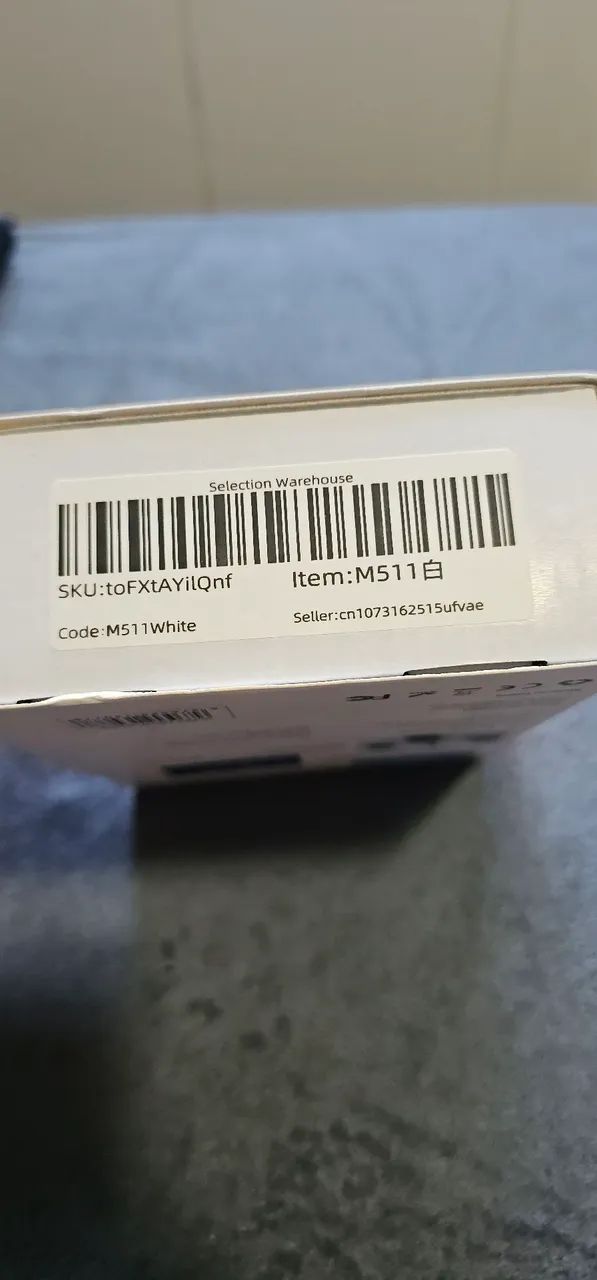 Selection Warehouse
SKU:toFXtAYilQnf
Item:M511白
Code:M511White
Seller:cn1073162515ufvae